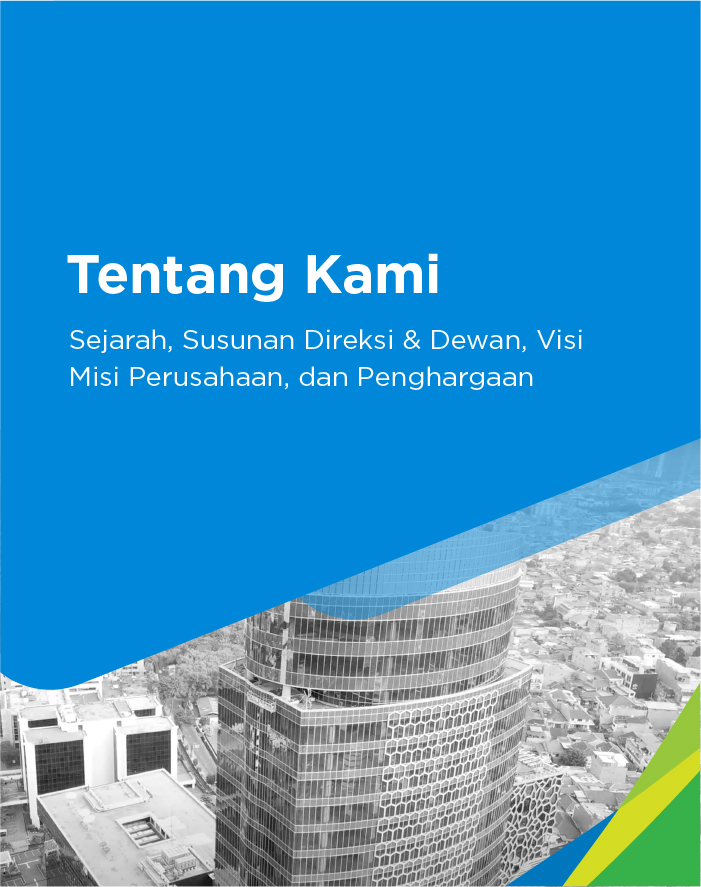 Tentang Kami
Sejarah, Susunan Direksi & Dewan, Visi
Misi Perusahaan, dan Penghargaan